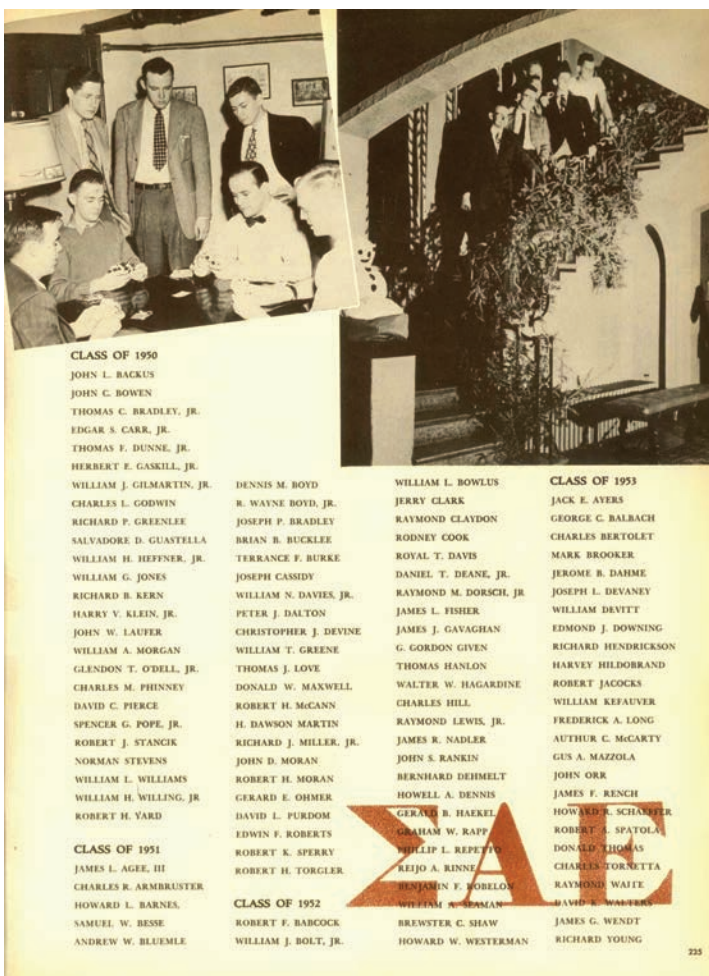 CLASS OF 1950
JOHN L. BACKUS
JOHN C. BOWEN
THOMAS C. BRADLEY, JR.
EDGAR S. CARR, JR.
THOMAS F. DUNNE, JR.
HERBERT E. GASKILL, JR.
WILLIAM J. GILMARTIN, JR.
CHARLES L. GODWIN
RICHARD P. GREENLEE
SALVADORE D. GUASTELLA
WILLIAM H. HEFFNER, JR.
WILLIAM G. JONES
RICHARD B. KERN
HARRY V. KLEIN, JR.
JOHN W. LAUFER
WILLIAM A. MORGAN
GLENDON T. O'DELL, JR.
CHARLES M. PHINNEY
DAVID C. PIERCE
SPENCER G. POPE, JR.
ROBERT J. STANCIK
NORMAN STEVENS
WILLIAM L. WILLIAMS
WILLIAM H. WILLING, JR
ROBERT H. YARD
CLASS OF 1951
JAMES L. AGEE, III
CHARLES R. ARMBRUSTER
HOWARD L. BARNES,
SAMUEL W. BESSE
ANDREW W. BLUEMLE
DENNIS M. BOYD
R. WAYNE BOYD, JR.
JOSEPH P. BRADLEY
BRIAN B. BUCKLEE
TERRANCE F. BURKE
JOSEPH CASSIDY
WILLIAM N. DAVIES, JR.
PETER J. DALTON
CHRISTOPHER J. DEVINE
WILLIAM T. GREENE
THOMAS J. LOVE
DONALD W. MAXWELL
ROBERT H. McCANN
H. DAWSON MARTIN
RICHARD J. MILLER, JR.
JOHN D. MORAN
ROBERT H. MORAN
GERARD E. OHMER
DAVID L. PURDOM
EDWIN F. ROBERTS
ROBERT K. SPERRY
ROBERT H. TORGLER
CLASS OF 1952
ROBERT F. BABCOCK
WILLIAM J. BOLT, JR.
WILLIAM L. BOWLUS
JERRY CLARK
RAYMOND CLAYDON
RODNEY COOK
ROYAL T. DAVIS
DANIEL T. DEANE, JR.
RAYMOND M. DORSCH, JR
JAMES L. FISHER
JAMES J. GAVAGHAN
G. GORDON GIVEN
THOMAS HANLON
WALTER W. HAGARDINE
CHARLES HILL
RAYMOND LEWIS, JR.
JAMES R. NADLER
JOHN S. RANKIN
BERNHARD DEHMELT
HOWELL A. DENNIS
GERALD B. HAEKEL
GRAHAM W. RAPP
PHILLIP L. REPETTO
REIJO A. RINNE
BENJAMIN F. ROBELON
WILLIAM A. SEAMAN
BREWSTER C. SHAW
HOWARD W. WESTERMAN
CLASS OF 1953
JACK E. AYERS
GEORGE C. BALBACH
CHARLES BERTOLET
MARK BROOKER
JEROME B. DAHME
JOSEPH L. DEVANEY
WILLIAM DEVITT
EDMOND J. DOWNING
RICHARD HENDRICKSON
HARVEY HILDOBRAND
ROBERT JACOCKS
WILLIAM KEFAUVER
FREDERICK A. LONG
AUTHUR C. McCARTY
GUS A. MAZZOLA
JOHN ORR
JAMES F. RENCH
HOWARD R. SCHAEFFER
ROBERT A. SPATOLA
DONALD THOMAS
CHARLES TORNETTA
RAYMOND WAITE
DAVID R. WALTERS
JAMES G. WENDT
RICHARD YOUNG
ΣΑΕ
225